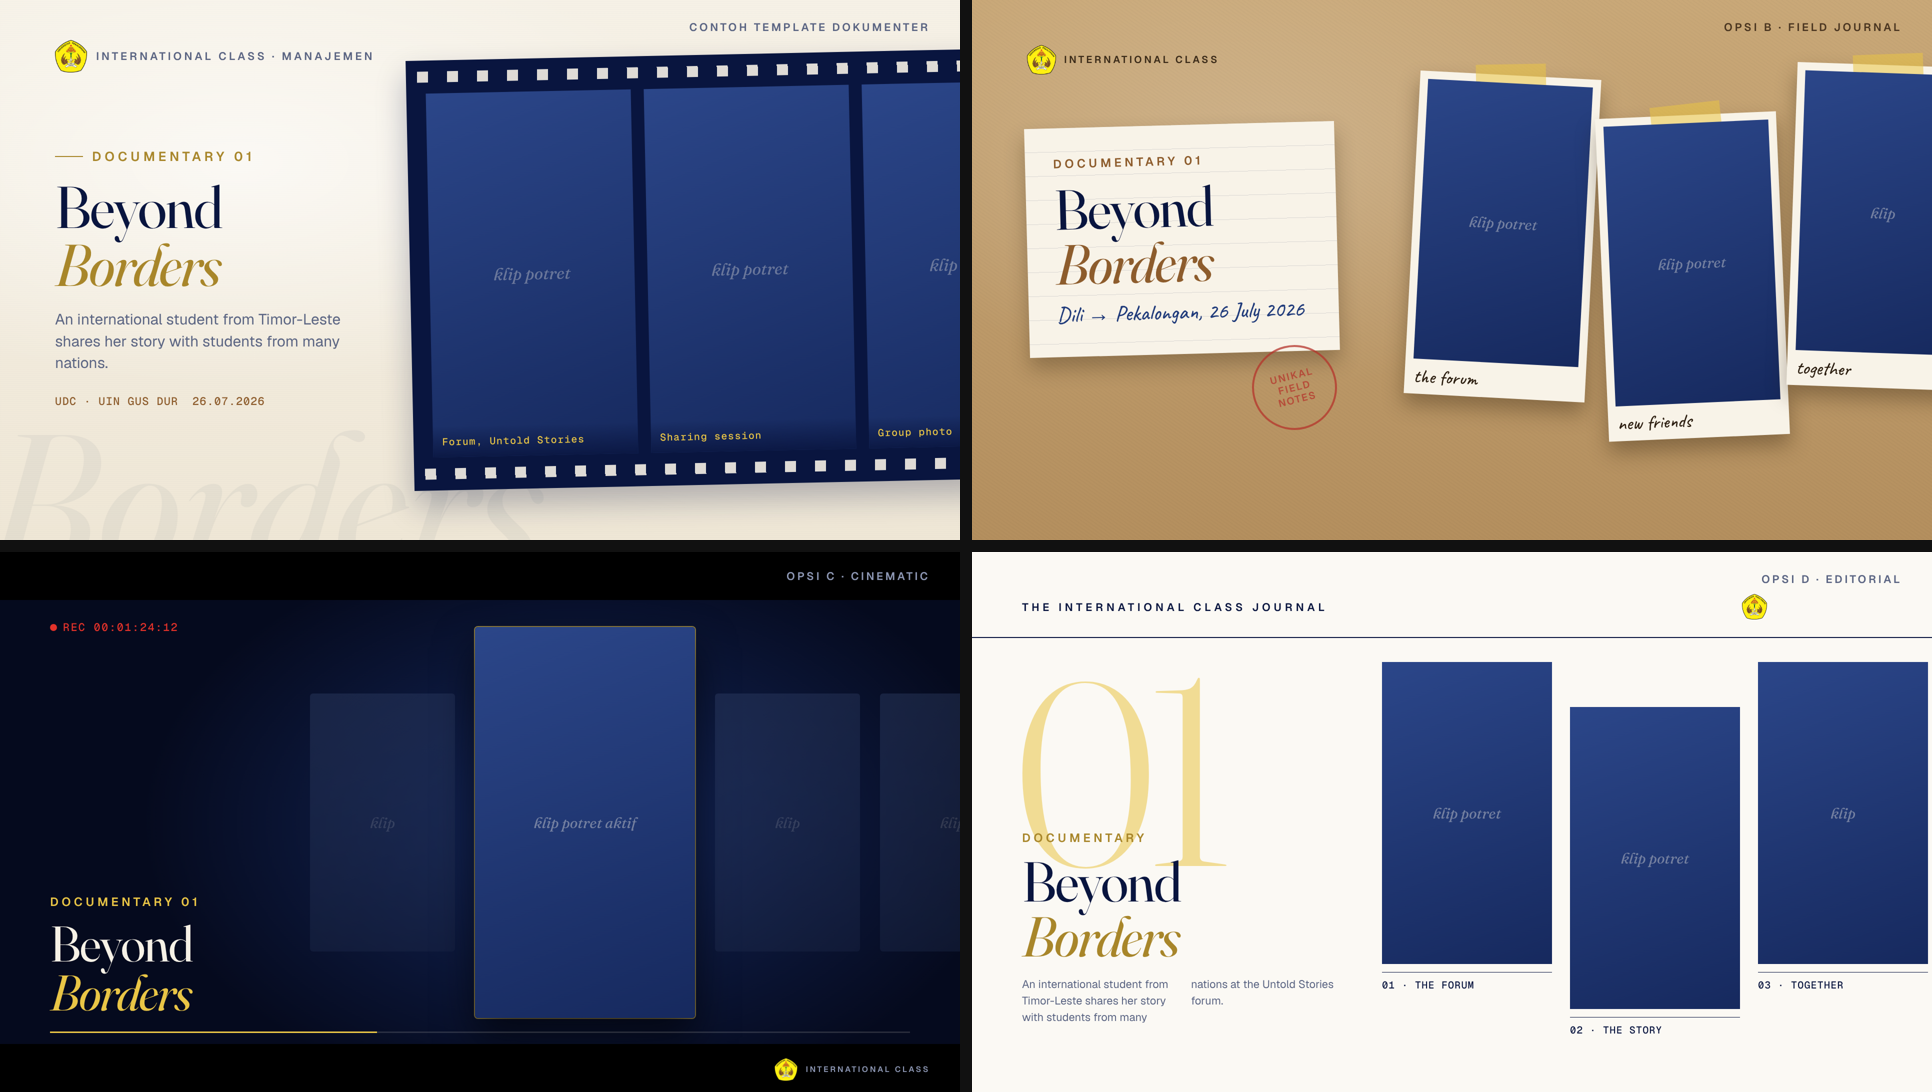 CONTOH TEMPLATE DOKUMENTER
INTERNATIONAL CLASS · MANAJEMEN
DOCUMENTARY 01
Beyond
Borders
An international student from Timor-Leste
shares her story with students from many
nations.
UDC · UIN GUS DUR 26.07.2026
Borders
klip potret
klip potret
klip
Forum, Untold Stories
Sharing session
Group photo
OPSI B · FIELD JOURNAL
INTERNATIONAL CLASS
DOCUMENTARY 01
Beyond
Borders
Dili → Pekalongan, 26 July 2026
UNIKAL
FIELD
NOTES
klip potret
the forum
klip potret
new friends
klip
together
OPSI C · CINEMATIC
REC 00:01:24:12
klip
klip potret aktif
klip
klip
DOCUMENTARY 01
Beyond
Borders
INTERNATIONAL CLASS
OPSI D · EDITORIAL
THE INTERNATIONAL CLASS JOURNAL
01
DOCUMENTARY
Beyond
Borders
An international student from
Timor-Leste shares her story
with students from many
nations at the Untold Stories
forum.
klip potret
01 · THE FORUM
klip potret
02 · THE STORY
klip
03 · TOGETHER